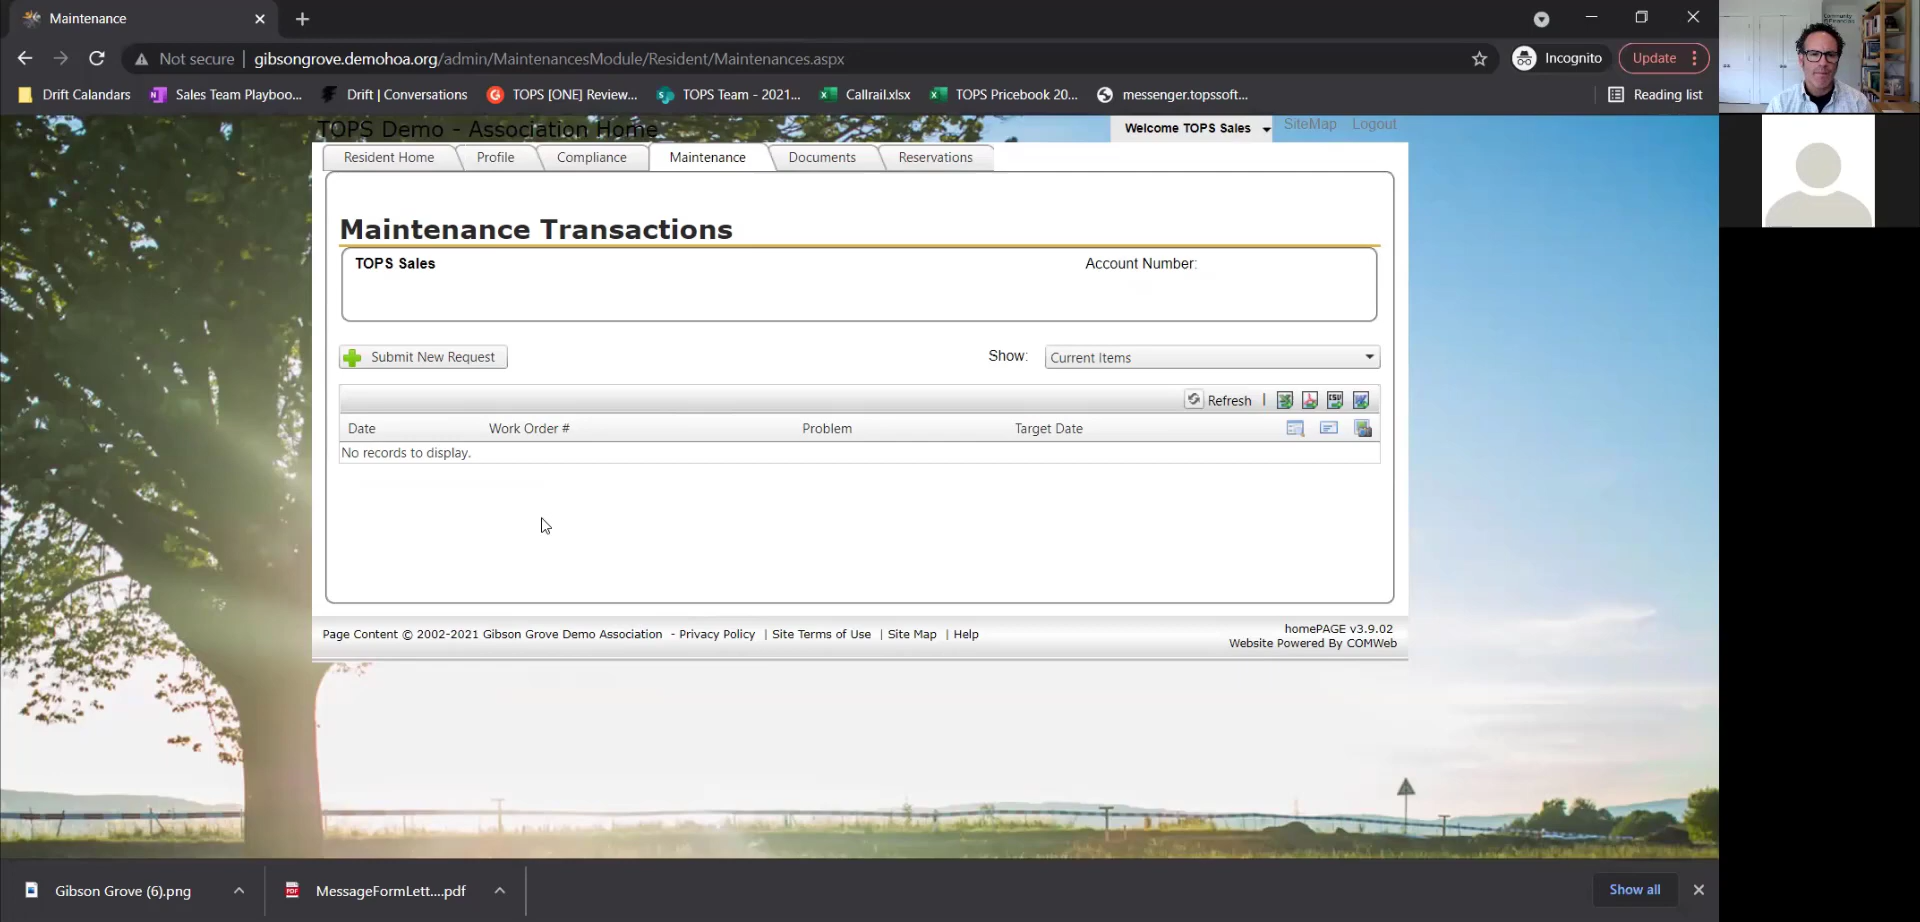 Maintenance
Not secure | gibsongrove.demohoa.org/admin/MaintenancesModule/Resident/Maintenances.aspx
Incognito
Update
Drift Calandars
Sales Team Playboo...
Drift | Conversations
TOPS [ONE] Review...
TOPS Team - 2021...
Callrail.xlsx
TOPS Pricebook 20...
messenger.topssoft...
Reading list
TOPS Demo - Association Home
Welcome TOPS Sales
SiteMap
Logout
Resident Home
Profile
Compliance
Maintenance
Documents
Reservations
Maintenance Transactions
TOPS Sales
Account Number:
Submit New Request
Show:
Current Items
Refresh |
Date
Work Order #
Problem
Target Date
No records to display.
Page Content © 2002-2021 Gibson Grove Demo Association - Privacy Policy | Site Terms of Use | Site Map | Help
homePAGE v3.9.02
Website Powered By COMWeb
Gibson Grove (6).png
MessageFormLett....pdf
Show all